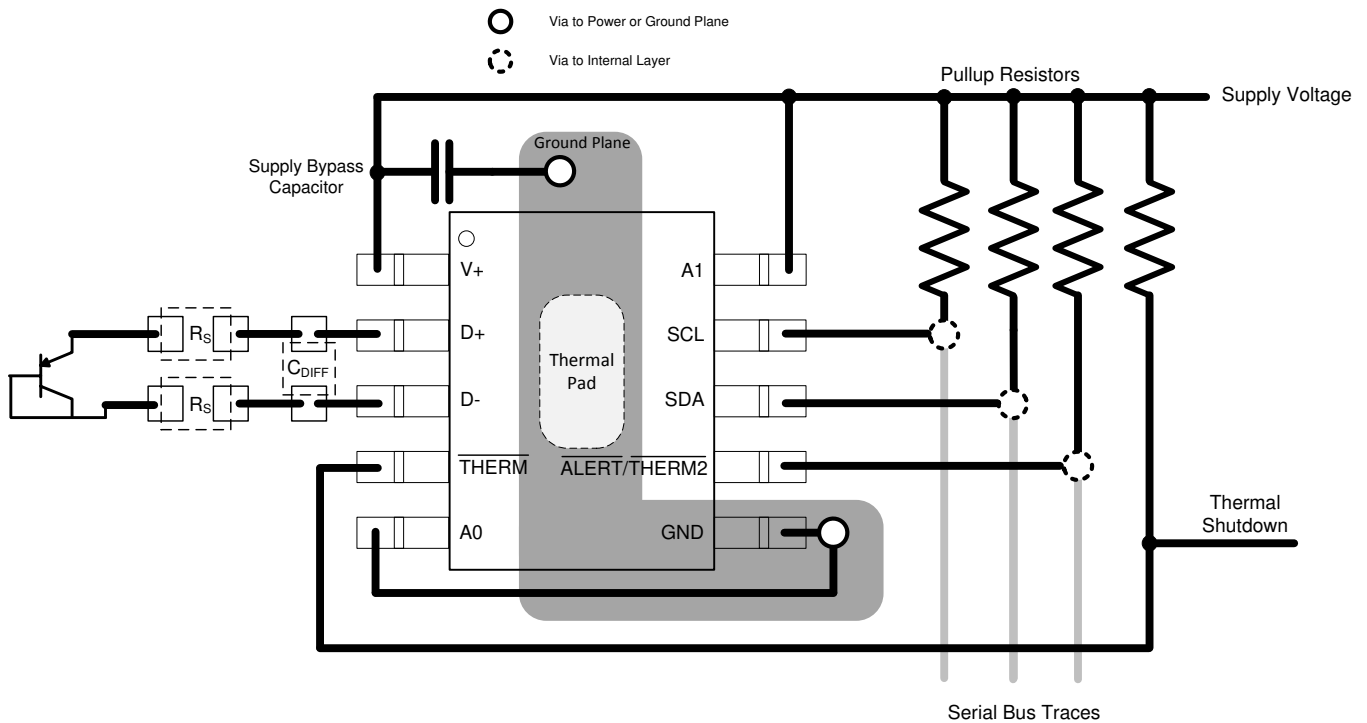 Via to Power or Ground Plane
Via to Internal Layer
Pullup Resistors
Supply Voltage
Ground Plane
Supply Bypass
Capacitor
V+
A1
D+
RS
SCL
CDIFF
Thermal
Pad
D-
RS
SDA
THERM
ALERT/THERM2
A0
GND
Thermal
Shutdown
Serial Bus Traces